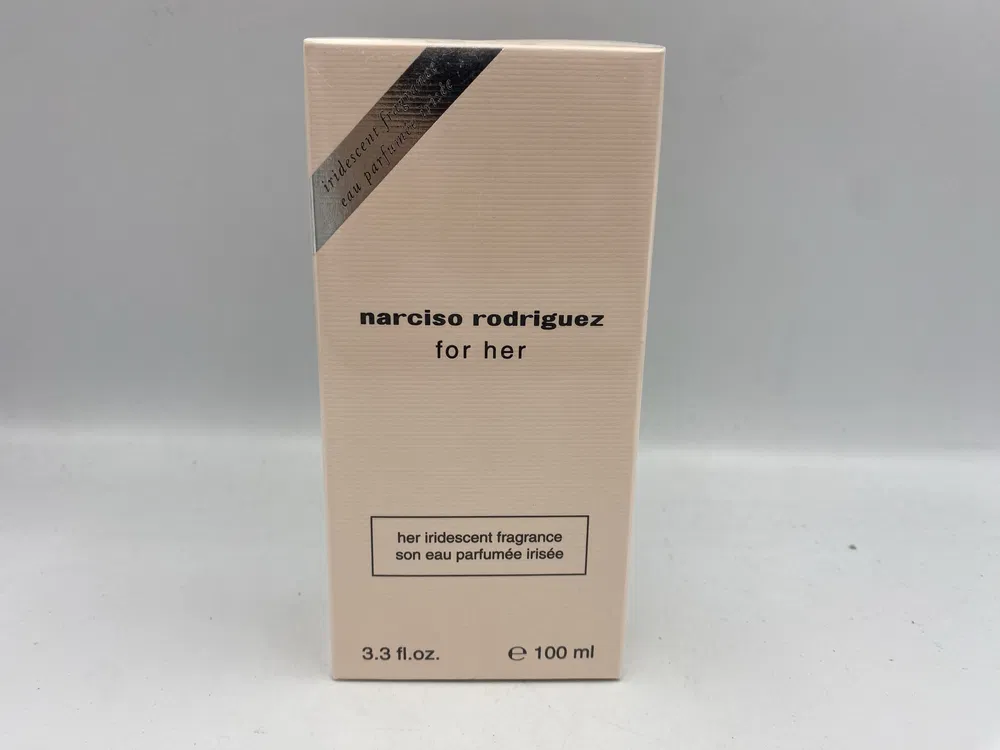 iridescent fragrance
eau parfumée irisée
narciso rodriguez
for her
her iridescent fragrance
son eau parfumée irisée
3.3 fl.oz.
℮ 100 ml